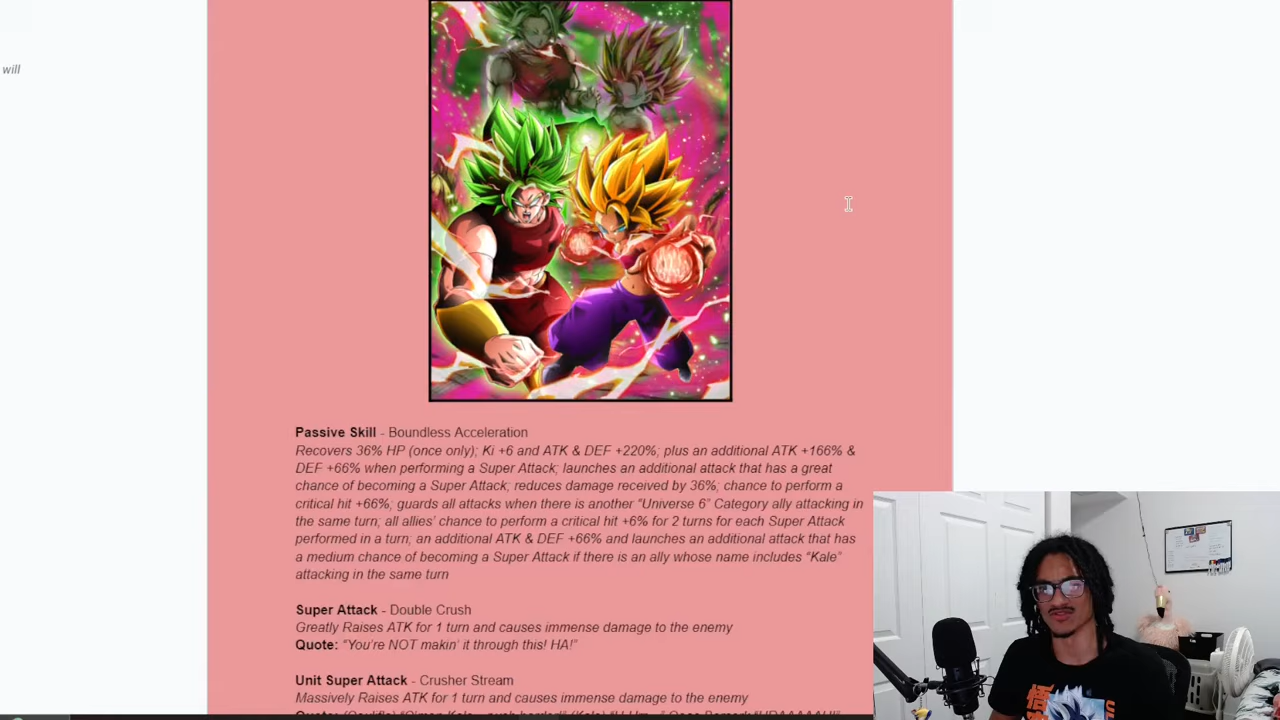 will
Passive Skill - Boundless Acceleration
Recovers 36% HP (once only); Ki +6 and ATK & DEF +220%; plus an additional ATK +166% &
DEF +66% when performing a Super Attack; launches an additional attack that has a great
chance of becoming a Super Attack; reduces damage received by 36%; chance to perform a
critical hit +66%; guards all attacks when there is another “Universe 6” Category ally attacking in
the same turn; all allies’ chance to perform a critical hit +6% for 2 turns for each Super Attack
performed in a turn; an additional ATK & DEF +66% and launches an additional attack that has
a medium chance of becoming a Super Attack if there is an ally whose name includes “Kale”
attacking in the same turn
Super Attack - Double Crush
Greatly Raises ATK for 1 turn and causes immense damage to the enemy
Quote: “You’re NOT makin’ it through this! HA!”
Unit Super Attack - Crusher Stream
Massively Raises ATK for 1 turn and causes immense damage to the enemy